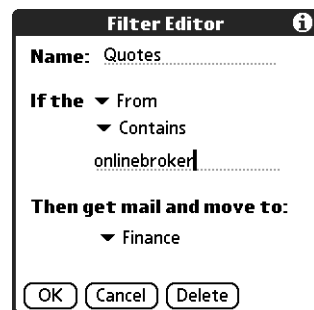 Filter Editor
Name: Quotes
If the From
Contains
onlinebroker
Then get mail and move to:
Finance
OK Cancel Delete